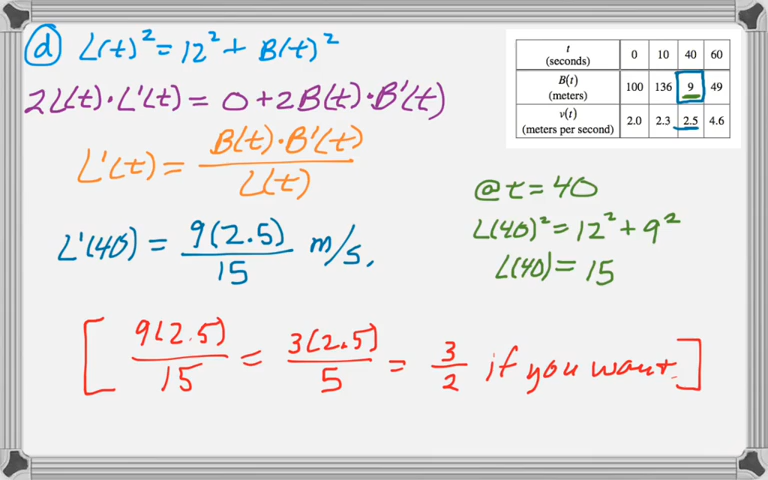 (d) L(t)² = 12² + B(t)²
2L(t)·L'(t) = 0 + 2B(t)·B'(t)
L'(t) = B(t)·B'(t) / L(t)
L'(40) = 9(2.5) / 15 m/s.
t (seconds) 0 10 40 60
B(t) (meters) 100 136 9 49
v(t) (meters per second) 2.0 2.3 2.5 4.6
@ t = 40
L(40)² = 12² + 9²
L(40) = 15
[ 9(2.5) / 15 = 3(2.5) / 5 = 3/2 if you want. ]